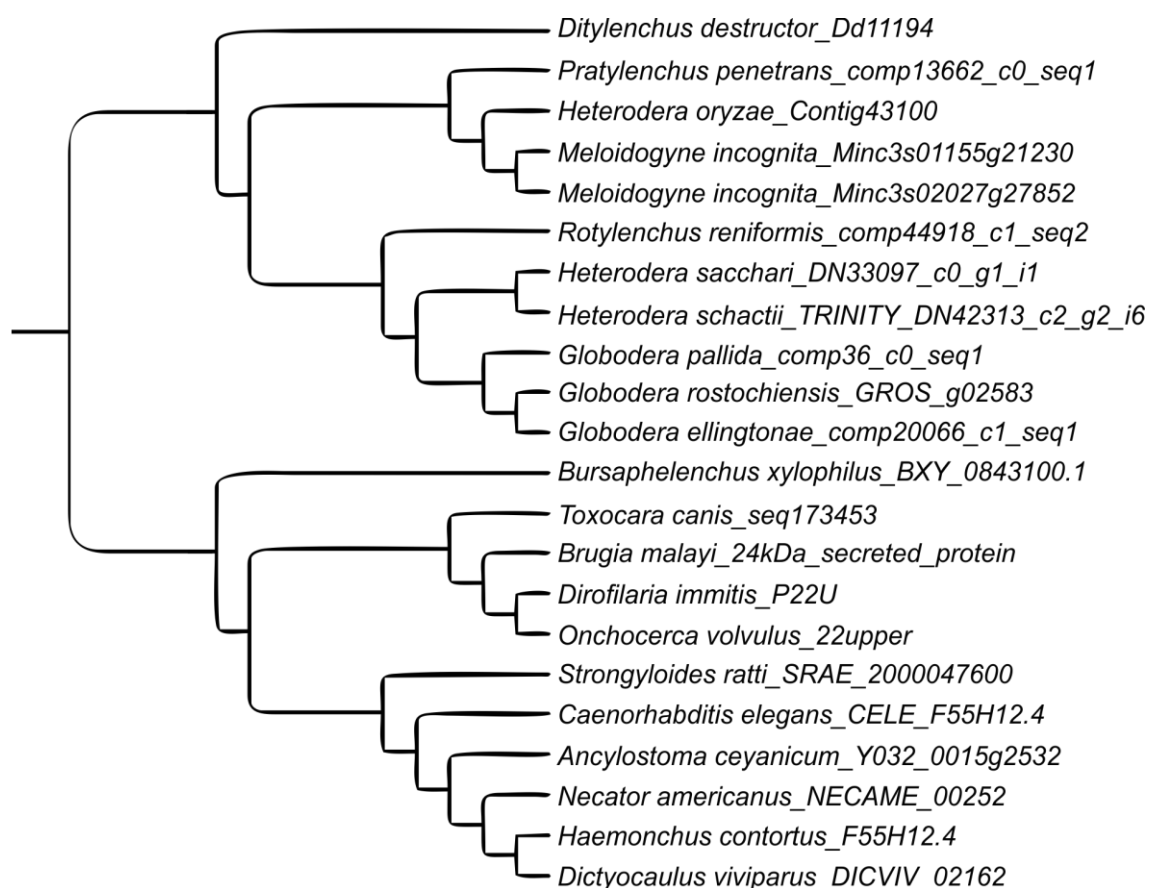 Ditylenchus destructor_Dd11194
Pratylenchus penetrans_comp13662_c0_seq1
Heterodera oryzae_Contig43100
Meloidogyne incognita_Minc3s01155g21230
Meloidogyne incognita_Minc3s02027g27852
Rotylenchus reniformis_comp44918_c1_seq2
Heterodera sacchari_DN33097_c0_g1_i1
Heterodera schactii_TRINITY_DN42313_c2_g2_i6
Globodera pallida_comp36_c0_seq1
Globodera rostochiensis_GROS_g02583
Globodera ellingtonae_comp20066_c1_seq1
Bursaphelenchus xylophilus_BXY_0843100.1
Toxocara canis_seq173453
Brugia malayi_24kDa_secreted_protein
Dirofilaria immitis_P22U
Onchocerca volvulus_22upper
Strongyloides ratti_SRAE_2000047600
Caenorhabditis elegans_CELE_F55H12.4
Ancylostoma ceyanicum_Y032_0015g2532
Necator americanus_NECAME_00252
Haemonchus contortus_F55H12.4
Dictyocaulus viviparus_DICVIV_02162